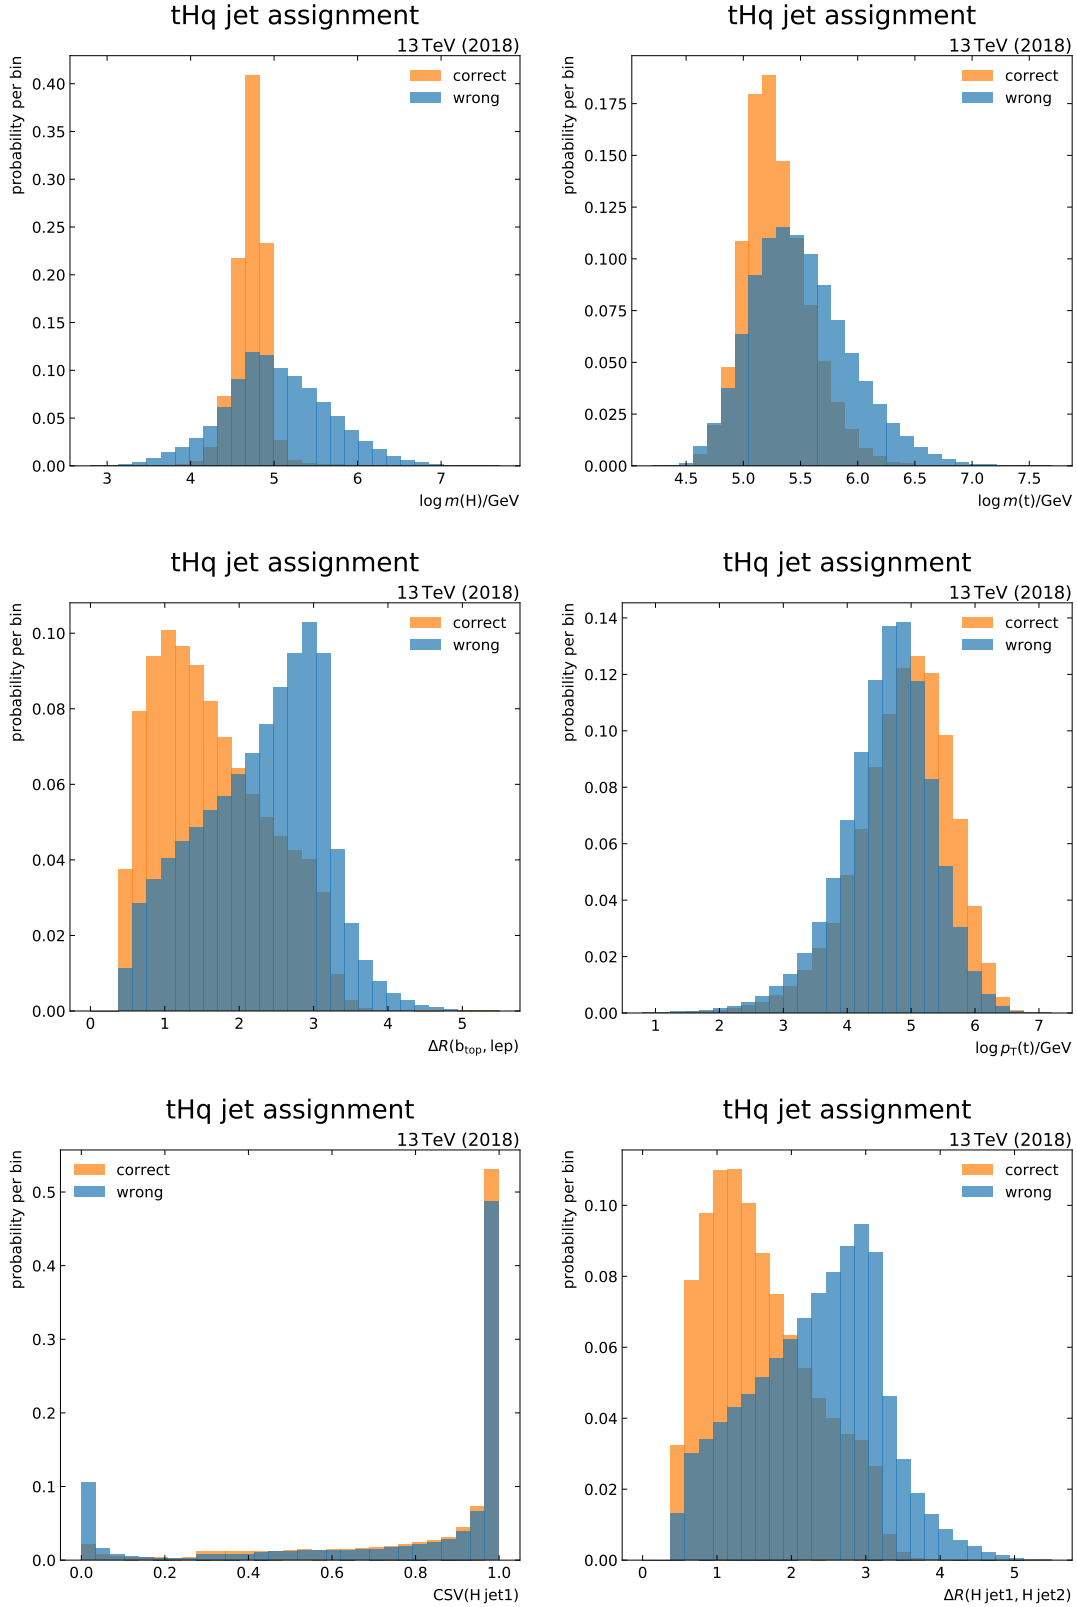 tHq jet assignment
13 TeV (2018)
probability per bin
correct
wrong
0.40
0.35
0.30
0.25
0.20
0.15
0.10
0.05
0.00
3 4 5 6 7
log m(H)/GeV
tHq jet assignment
13 TeV (2018)
probability per bin
correct
wrong
0.175
0.150
0.125
0.100
0.075
0.050
0.025
0.000
4.5 5.0 5.5 6.0 6.5 7.0 7.5
log m(t)/GeV
tHq jet assignment
13 TeV (2018)
probability per bin
correct
wrong
0.10
0.08
0.06
0.04
0.02
0.00
0 1 2 3 4 5
ΔR(b_top, lep)
tHq jet assignment
13 TeV (2018)
probability per bin
correct
wrong
0.14
0.12
0.10
0.08
0.06
0.04
0.02
0.00
1 2 3 4 5 6 7
log p_T(t)/GeV
tHq jet assignment
13 TeV (2018)
probability per bin
correct
wrong
0.5
0.4
0.3
0.2
0.1
0.0
0.0 0.2 0.4 0.6 0.8 1.0
CSV(H jet1)
tHq jet assignment
13 TeV (2018)
probability per bin
correct
wrong
0.10
0.08
0.06
0.04
0.02
0.00
0 1 2 3 4 5
ΔR(H jet1, H jet2)